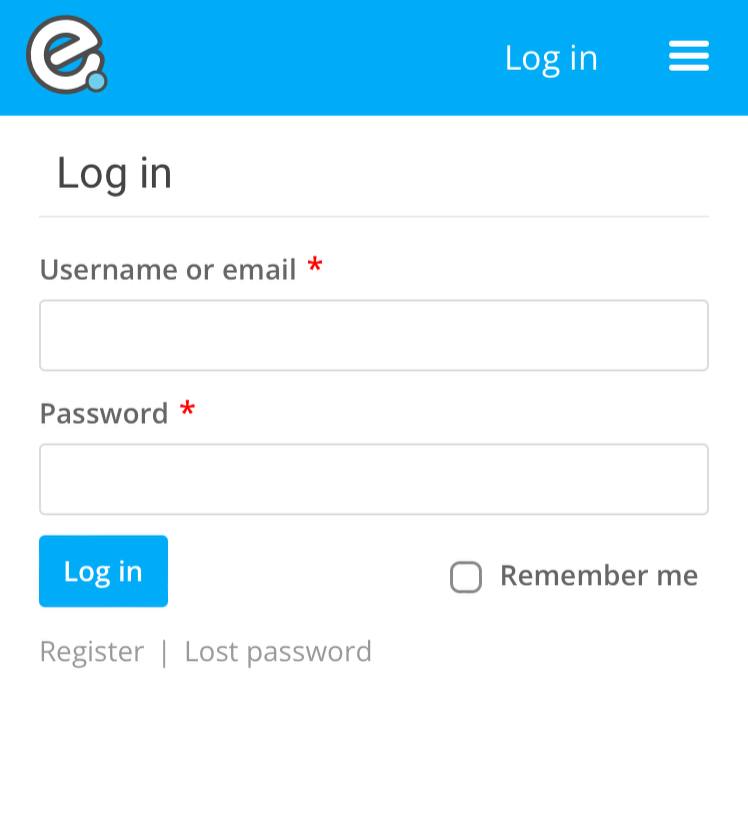 e.
Log in
Log in
Username or email *
Password *
Log in
Remember me
Register | Lost password